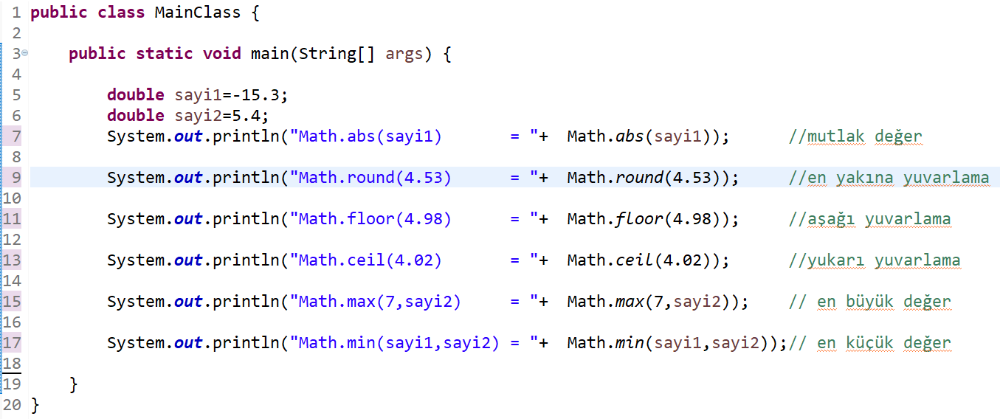 1 public class MainClass {
2
3 public static void main(String[] args) {
4
5 double sayi1=-15.3;
6 double sayi2=5.4;
7 System.out.println("Math.abs(sayi1)       = "+  Math.abs(sayi1));      //mutlak değer
8
9 System.out.println("Math.round(4.53)      = "+  Math.round(4.53));     //en yakına yuvarlama
10
11 System.out.println("Math.floor(4.98)      = "+  Math.floor(4.98));     //aşağı yuvarlama
12
13 System.out.println("Math.ceil(4.02)       = "+  Math.ceil(4.02));      //yukarı yuvarlama
14
15 System.out.println("Math.max(7,sayi2)     = "+  Math.max(7,sayi2));    // en büyük değer
16
17 System.out.println("Math.min(sayi1,sayi2) = "+  Math.min(sayi1,sayi2));// en küçük değer
18
19 }
20 }